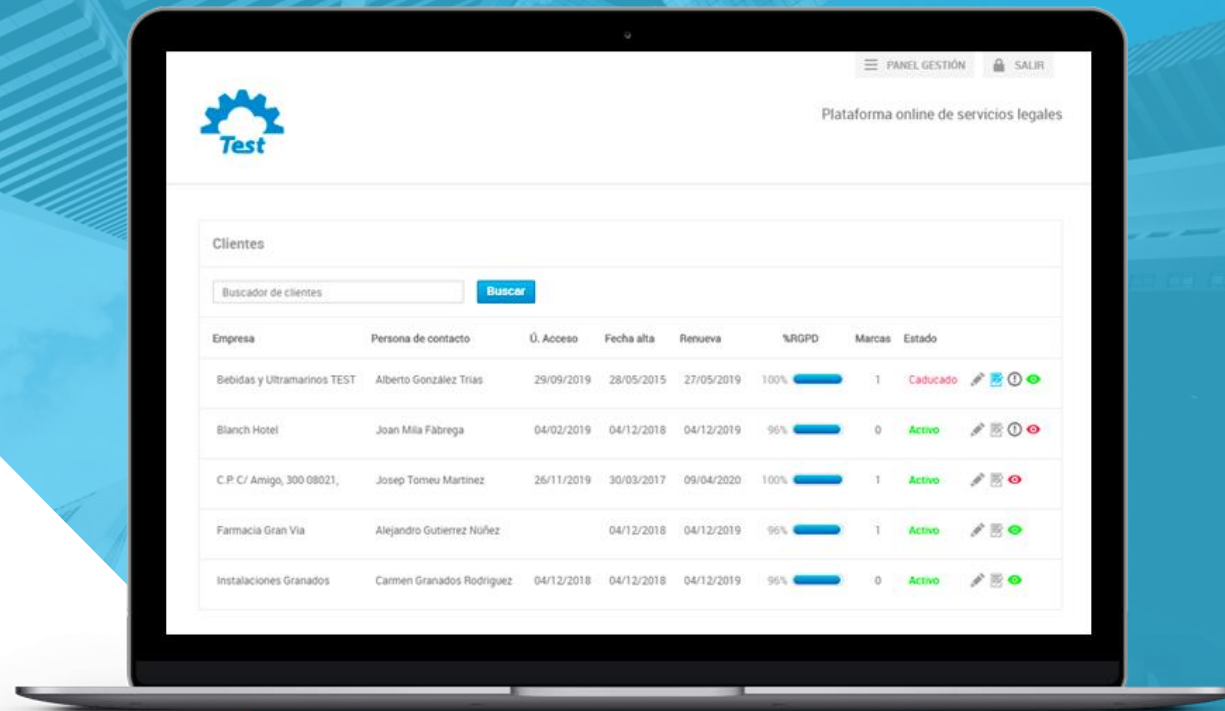 PANEL GESTIÓN SALIR
Test
Plataforma online de servicios legales
Clientes
Buscador de clientes Buscar
Empresa Persona de contacto Ú. Acceso Fecha alta Renueva %RGPD Marcas Estado
Bebidas y Ultramarinos TEST Alberto González Trias 29/09/2019 28/05/2015 27/05/2019 100% 1 Caducado
Blanch Hotel Joan Mila Fàbrega 04/02/2019 04/12/2018 04/12/2019 96% 0 Activo
C.P. C/ Amigo, 300 08021, Josep Tomeu Martinez 26/11/2019 30/03/2017 09/04/2020 100% 1 Activo
Farmacia Gran Via Alejandro Gutierrez Núñez 04/12/2018 04/12/2019 96% 1 Activo
Instalaciones Granados Carmen Granados Rodriguez 04/12/2018 04/12/2018 04/12/2019 96% 0 Activo